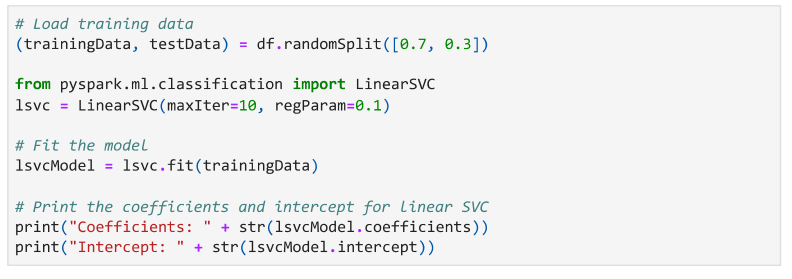 # Load training data
(trainingData, testData) = df.randomSplit([0.7, 0.3])
from pyspark.ml.classification import LinearSVC
lsvc = LinearSVC(maxIter=10, regParam=0.1)
# Fit the model
lsvcModel = lsvc.fit(trainingData)
# Print the coefficients and intercept for linear SVC
print("Coefficients: " + str(lsvcModel.coefficients))
print("Intercept: " + str(lsvcModel.intercept))